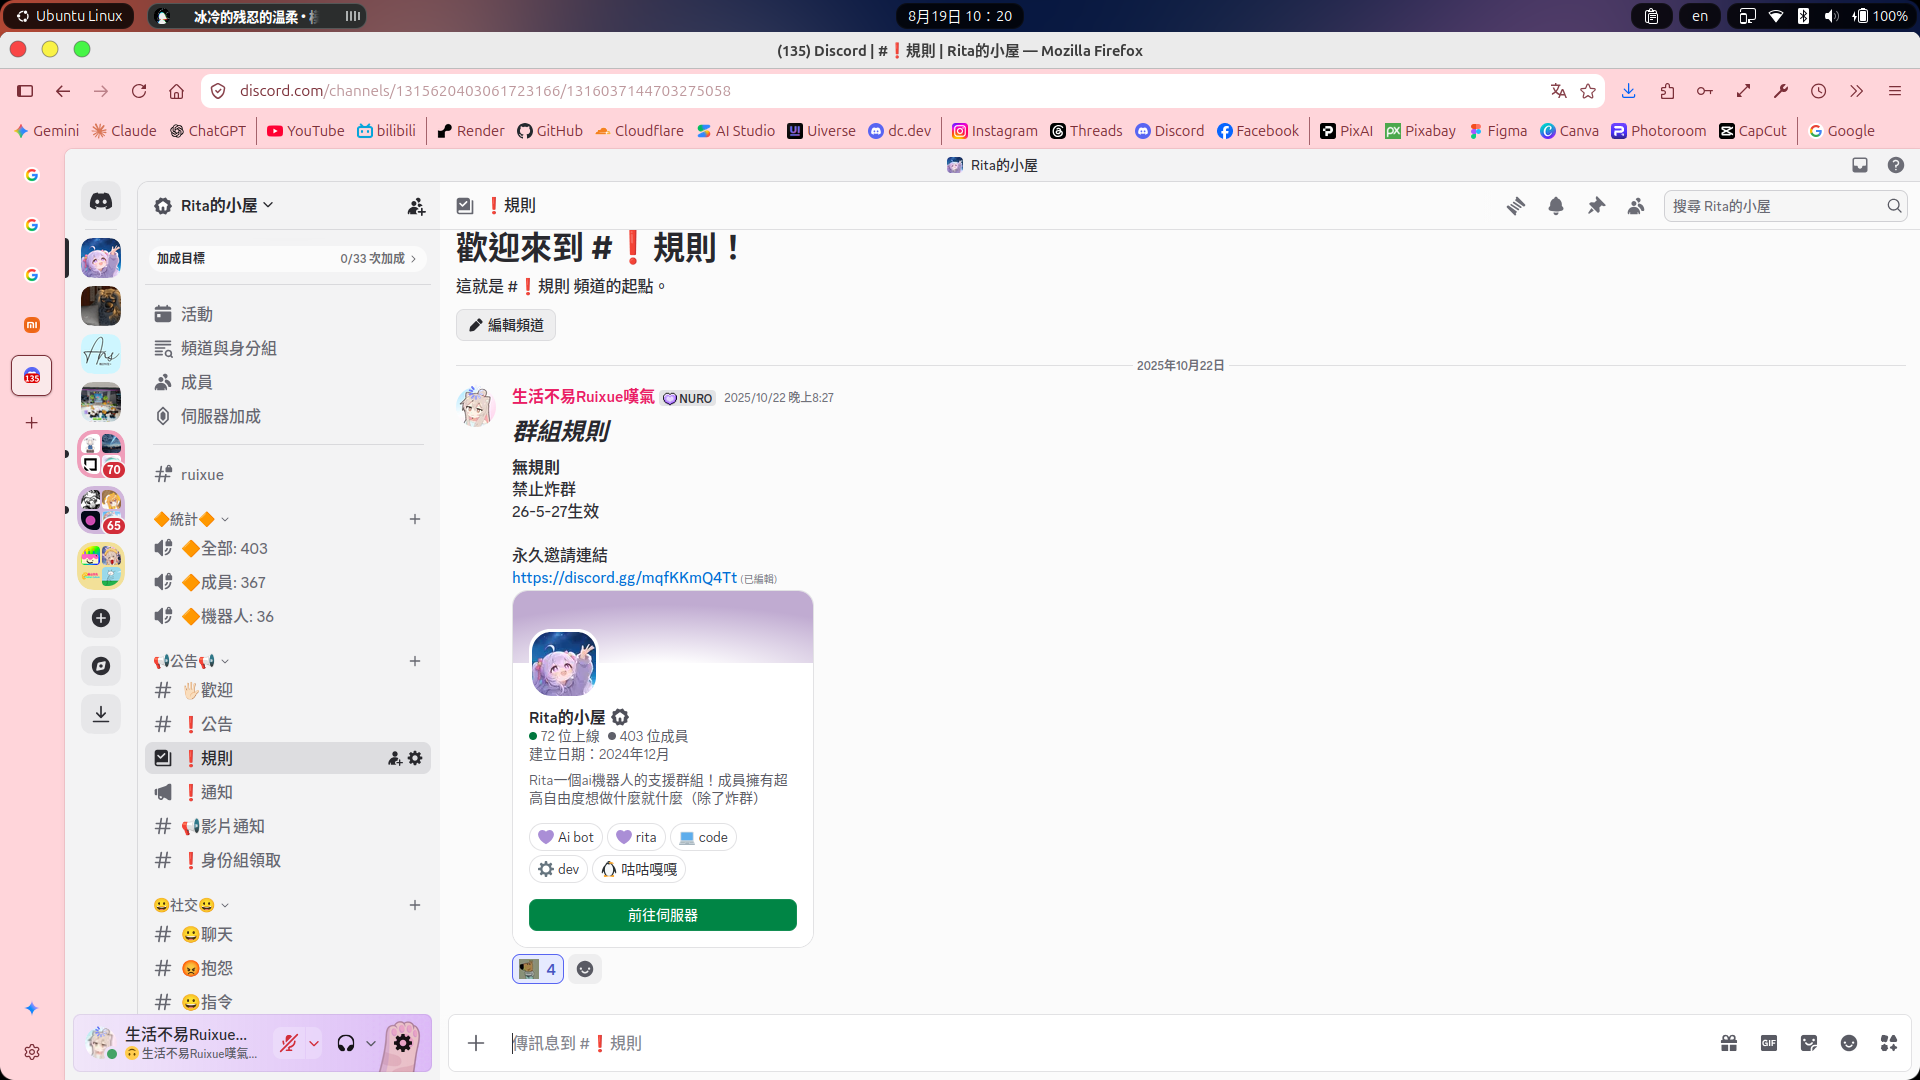 Ubuntu Linux
冰冷的残忍的温柔 •
8月19日 10：20
en
100%
(135) Discord | #❗規則 | Rita的小屋 — Mozilla Firefox
discord.com/channels/1315620403061723166/1316037144703275058
Gemini
Claude
ChatGPT
YouTube
bilibili
Render
GitHub
Cloudflare
AI Studio
Uiverse
dc.dev
Instagram
Threads
Discord
Facebook
PixAI
Pixabay
Figma
Canva
Photoroom
CapCut
Google
Rita的小屋
135
70
65
Rita的小屋
加成目標
0/33 次加成
活動
頻道與身分組
成員
伺服器加成
ruixue
🔶統計🔶
🔶全部: 403
🔶成員: 367
🔶機器人: 36
📢公告📢
🖐🏻歡迎
❗公告
❗規則
❗通知
📢影片通知
❗身份組領取
😀社交😀
😀聊天
😡抱怨
😀指令
生活不易Ruixue...
🙃生活不易Ruixue嘆氣...
❗規則
搜尋 Rita的小屋
歡迎來到 #❗規則！
這就是 #❗規則 頻道的起點。
編輯頻道
2025年10月22日
生活不易Ruixue嘆氣 NURO 2025/10/22 晚上8:27
群組規則
無規則
禁止炸群
26-5-27生效
永久邀請連結
https://discord.gg/mqfKKmQ4Tt (已編輯)
Rita的小屋
72 位上線 403 位成員
建立日期：2024年12月
Rita一個ai機器人的支援群組！成員擁有超
高自由度想做什麼就什麼（除了炸群）
💜 Ai bot
💜 rita
💻 code
⚙ dev
🐧 咕咕嘎嘎
前往伺服器
4
傳訊息到 #❗規則
GIF